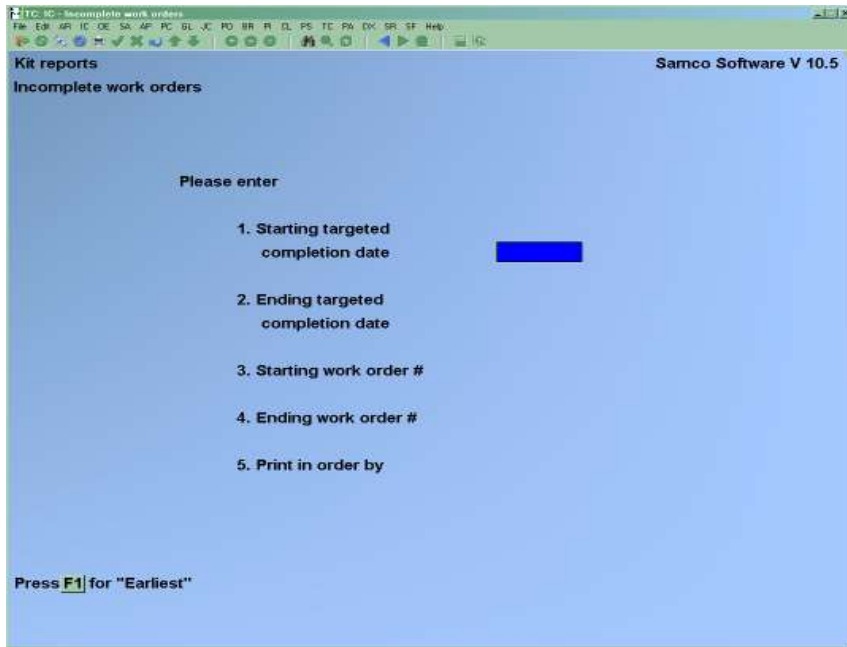 TC: IC - Incomplete work orders
File Edit AR IC OE SA AP PC GL JC PO BR PI CL PS TC PA DX SR SF Help
Kit reports
Samco Software V 10.5
Incomplete work orders
Please enter
1. Starting targeted
completion date
2. Ending targeted
completion date
3. Starting work order #
4. Ending work order #
5. Print in order by
Press F1 for "Earliest"